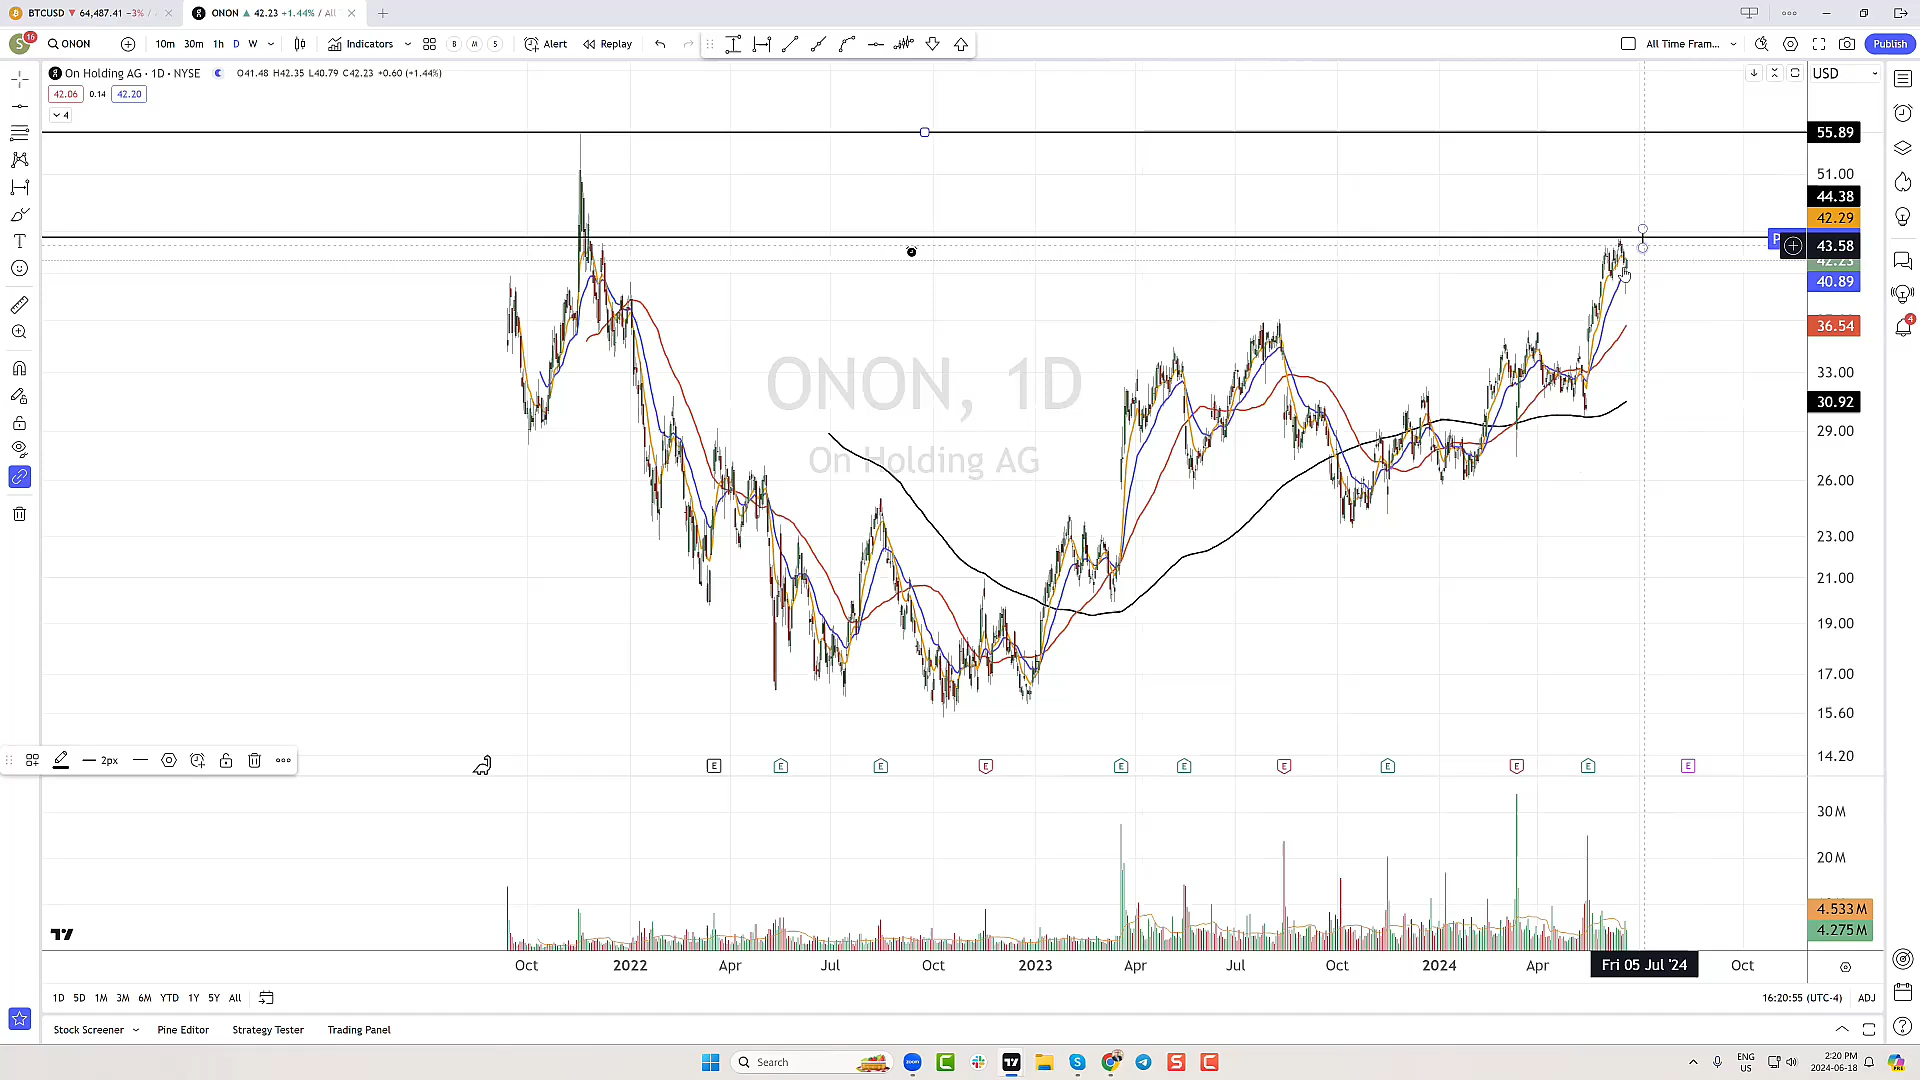 BTCUSD ▼ 64,487.41 −3% /
ONON ▲ 42.23 +1.44% / All
S 16 ONON 10m 30m 1h D W Indicators B M S Alert Replay All Time Fram... Publish
On Holding AG · 1D · NYSE O41.48 H42.35 L40.79 C42.23 +0.60 (+1.44%)
USD
42.06 0.14 42.20
4
55.89
51.00
44.38
42.29
43.58
42.23
40.89
36.54
33.00
30.92
29.00
26.00
23.00
21.00
19.00
17.00
15.60
14.20
ONON, 1D
On Holding AG
2px
E E E E E E E E E E E
30M
20M
4.533M
4.275M
Oct 2022 Apr Jul Oct 2023 Apr Jul Oct 2024 Apr Fri 05 Jul '24 Oct
1D 5D 1M 3M 6M YTD 1Y 5Y All
16:20:55 (UTC-4) ADJ
Stock Screener Pine Editor Strategy Tester Trading Panel
Search
zoom
ENG
US
2:20 PM
2024-06-18
4